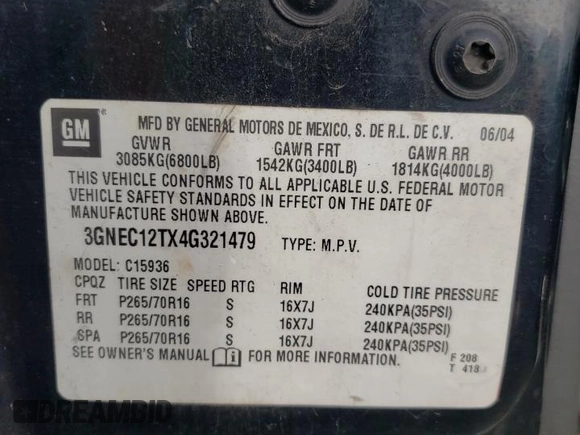 GM
MFD BY GENERAL MOTORS DE MEXICO, S. DE R.L. DE C.V. 06/04
GVWR GAWR FRT GAWR RR
3085KG(6800LB) 1542KG(3400LB) 1814KG(4000LB)
THIS VEHICLE CONFORMS TO ALL APPLICABLE U.S. FEDERAL MOTOR
VEHICLE SAFETY STANDARDS IN EFFECT ON THE DATE OF
MANUFACTURE SHOWN ABOVE.
3GNEC12TX4G321479 TYPE: M.P.V.
MODEL: C15936
CPQZ TIRE SIZE SPEED RTG RIM COLD TIRE PRESSURE
FRT P265/70R16 S 16X7J 240KPA(35PSI)
RR P265/70R16 S 16X7J 240KPA(35PSI)
SPA P265/70R16 S 16X7J 240KPA(35PSI)
SEE OWNER'S MANUAL FOR MORE INFORMATION. F 208
T 418
DREAMBID